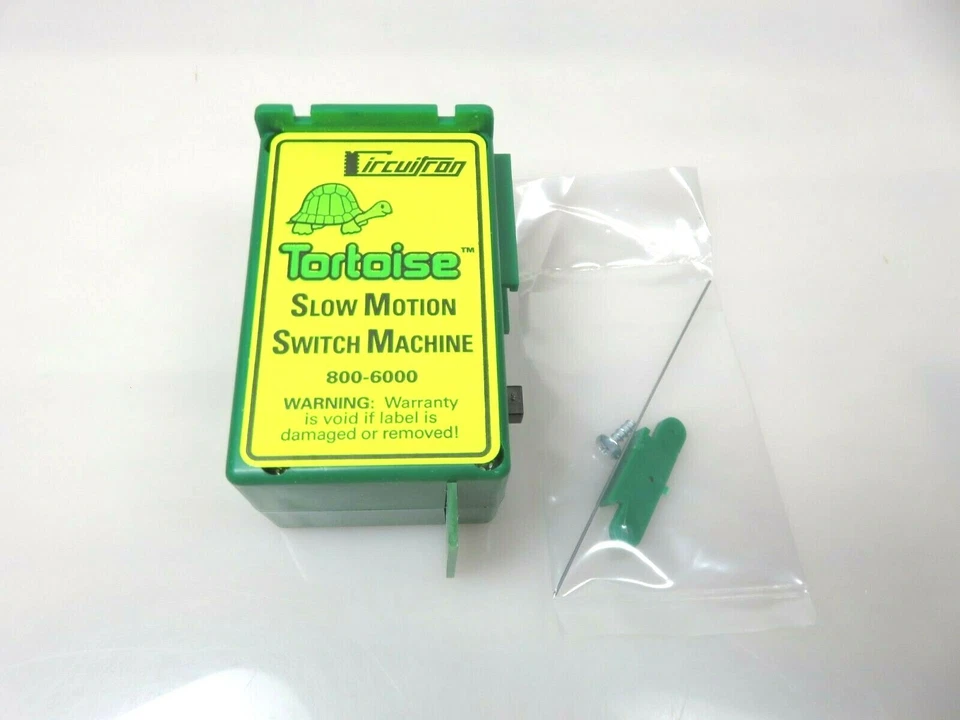 Circuitron
Tortoise™
SLOW MOTION
SWITCH MACHINE
800-6000
WARNING: Warranty
is void if label is
damaged or removed!